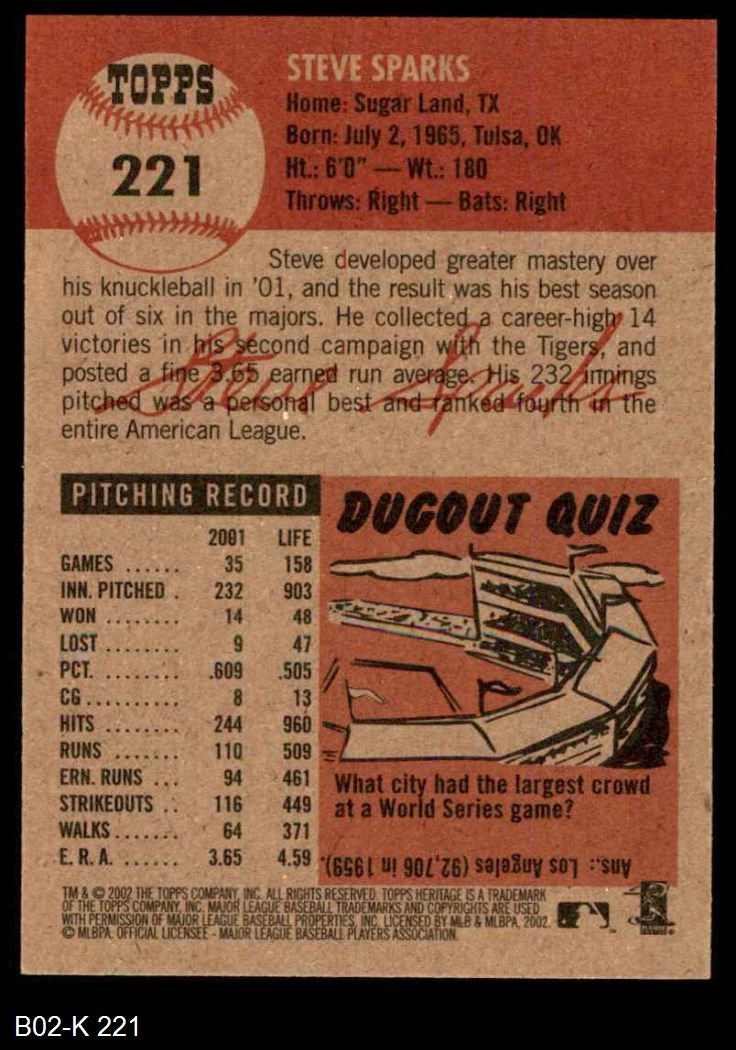 TOPPS
221
STEVE SPARKS
Home: Sugar Land, TX
Born: July 2, 1965, Tulsa, OK
Ht.: 6'0" — Wt.: 180
Throws: Right — Bats: Right
Steve developed greater mastery over
his knuckleball in '01, and the result was his best season
out of six in the majors. He collected a career-high 14
victories in his second campaign with the Tigers, and
posted a fine 3.65 earned run average. His 232 innings
pitched was a personal best and ranked fourth in the
entire American League.
Steve Sparks
PITCHING RECORD
2001 LIFE
GAMES ...... 35 158
INN. PITCHED . 232 903
WON ........ 14 48
LOST ........ 9 47
PCT. ........ .609 .505
CG .......... 8 13
HITS ........ 244 960
RUNS ....... 110 509
ERN. RUNS ... 94 461
STRIKEOUTS .. 116 449
WALKS ....... 64 371
E. R. A. ...... 3.65 4.59
DUGOUT QUIZ
What city had the largest crowd
at a World Series game?
Ans.: Los Angeles (92,706 in 1959).
TM & © 2002 THE TOPPS COMPANY, INC. ALL RIGHTS RESERVED. TOPPS HERITAGE IS A TRADEMARK
OF THE TOPPS COMPANY, INC. MAJOR LEAGUE BASEBALL TRADEMARKS AND COPYRIGHTS ARE USED
WITH PERMISSION OF MAJOR LEAGUE BASEBALL PROPERTIES, INC. LICENSED BY MLB & MLBPA, 2002.
© MLBPA. OFFICIAL LICENSEE - MAJOR LEAGUE BASEBALL PLAYERS ASSOCIATION.
B02-K 221